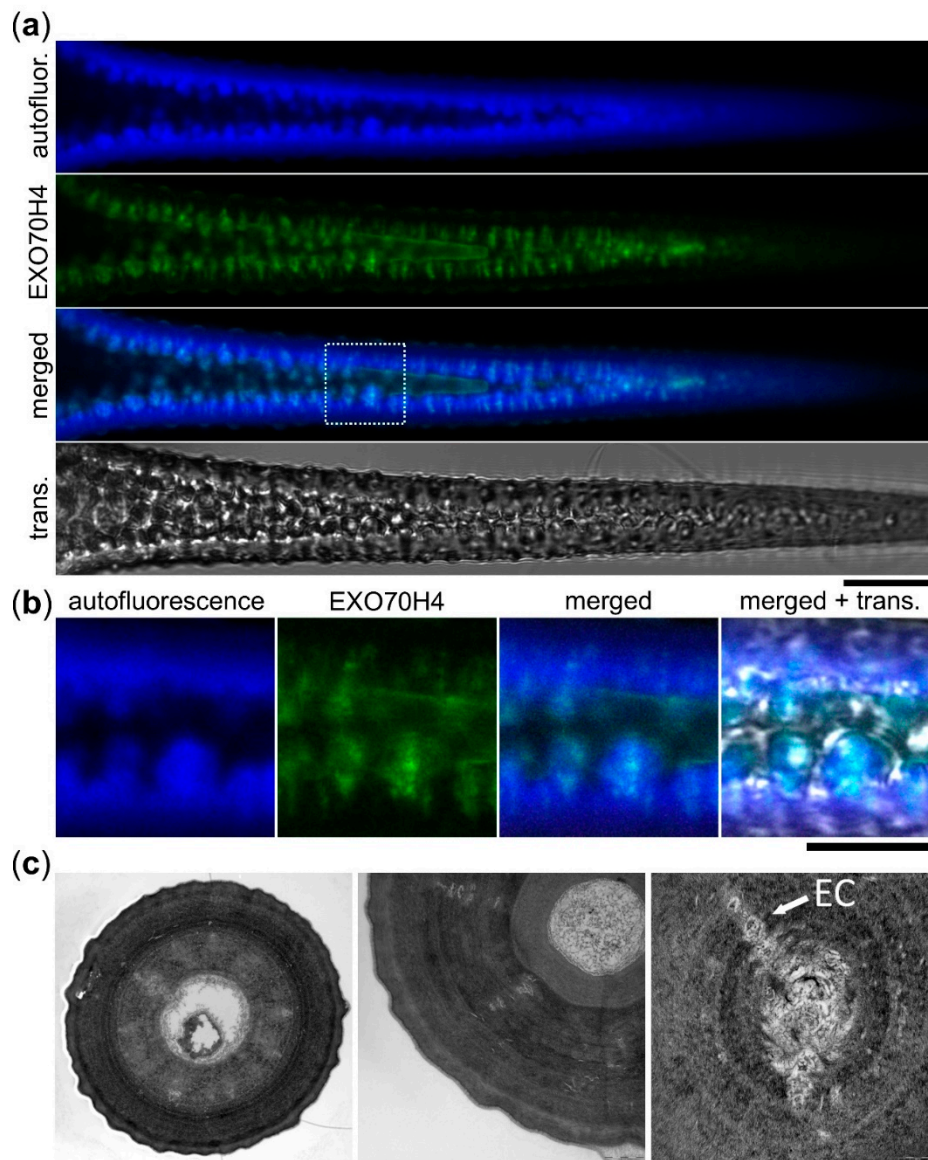 (a)
autofluor.
EXO70H4
merged
trans.
(b)
autofluorescence EXO70H4 merged merged + trans.
(c)
EC